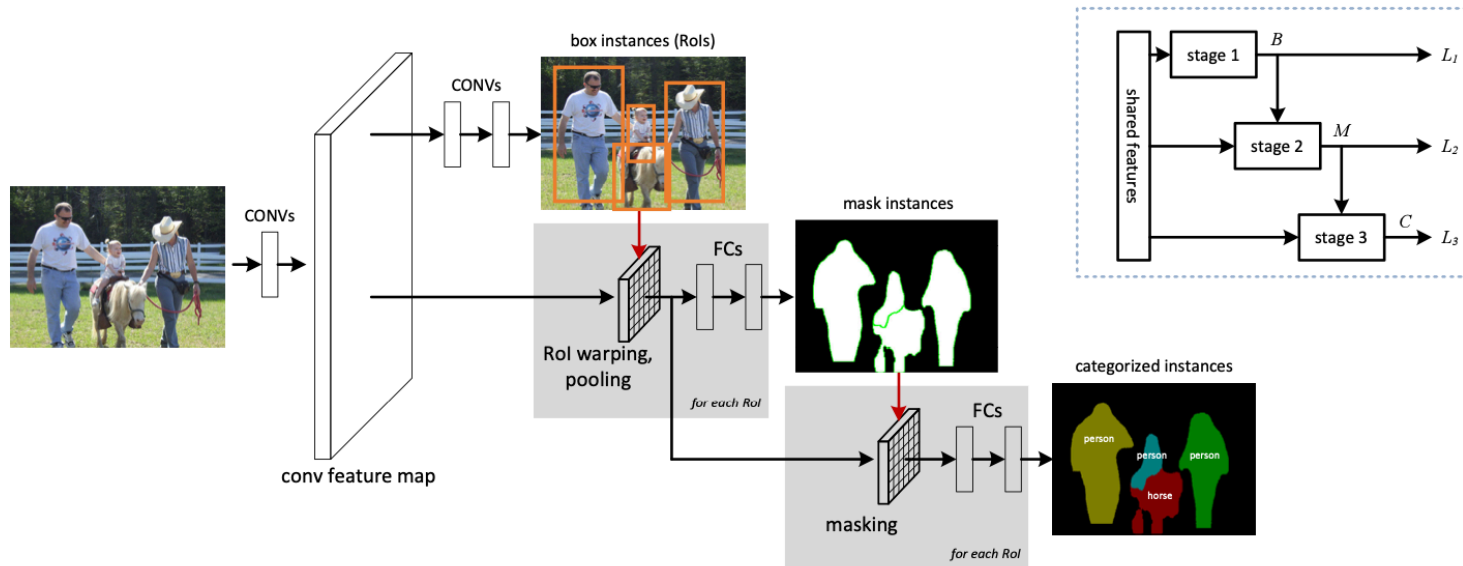 CONVs
conv feature map
CONVs
box instances (RoIs)
RoI warping,
pooling
FCs
for each RoI
mask instances
masking
FCs
for each RoI
categorized instances
person
person
person
horse
shared features
stage 1
B
L1
stage 2
M
L2
stage 3
C
L3